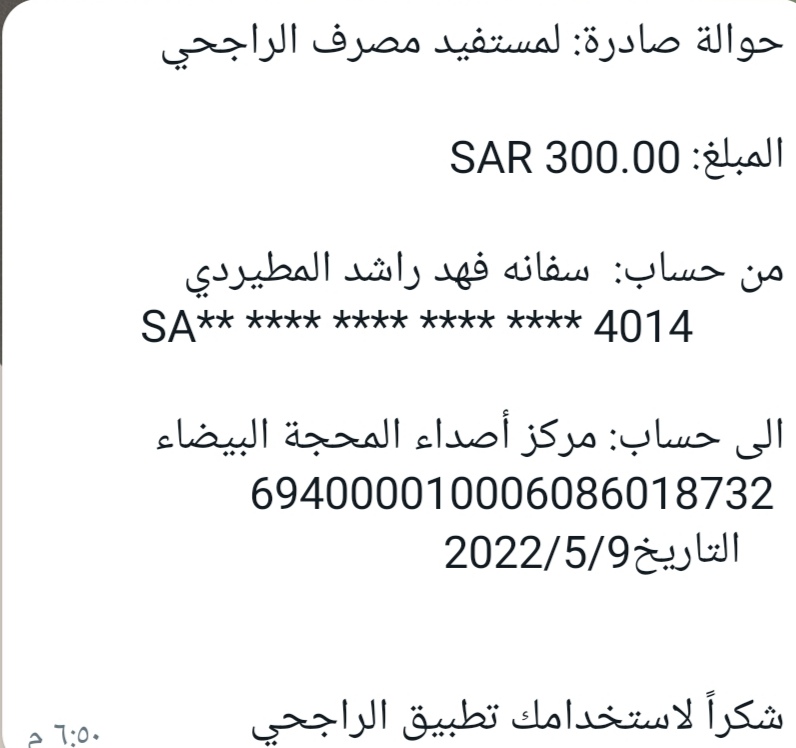 حوالة صادرة: لمستفيد مصرف الراجحي
المبلغ: SAR 300.00
من حساب: سفانه فهد راشد المطيردي
SA** **** **** **** **** 4014
الى حساب: مركز أصداء المحجة البيضاء
694000010006086018732
التاريخ2022/5/9
شكراً لاستخدامك تطبيق الراجحي
٦:٥٠ م